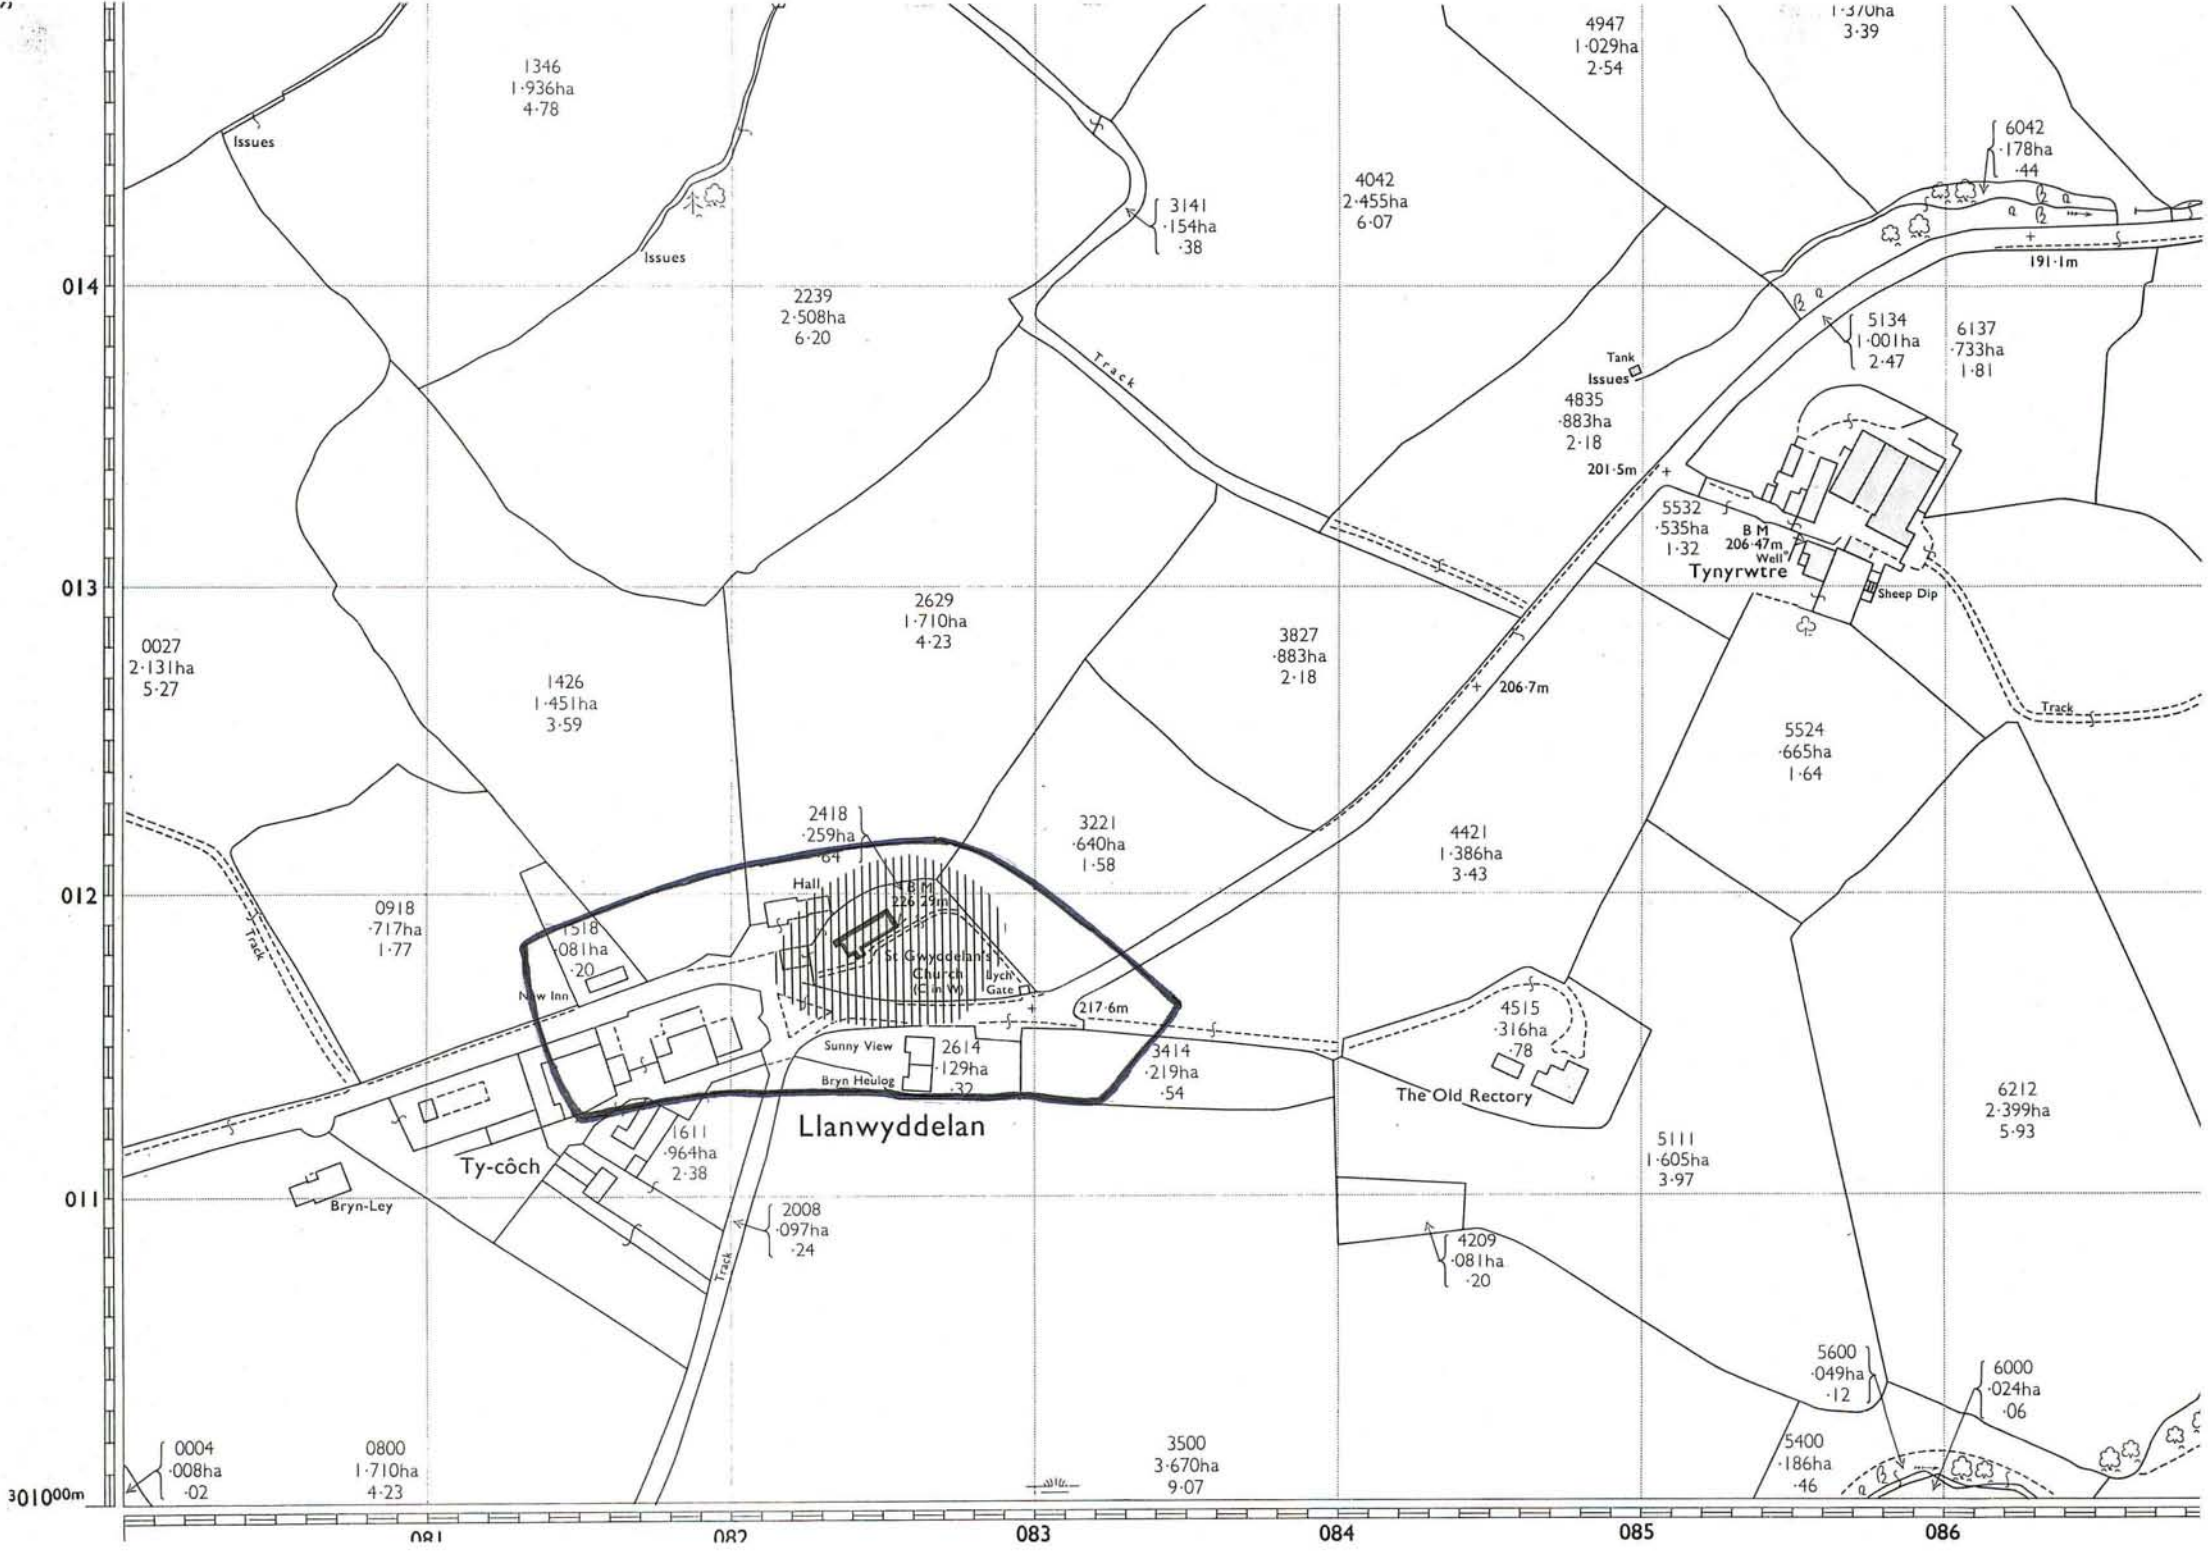 1346
1·936ha
4·78
4947
1·029ha
2·54
1·370ha
3·39
Issues
Issues
3141
·154ha
·38
4042
2·455ha
6·07
6042
·178ha
·44
191·1m
014
2239
2·508ha
6·20
Track
5134
1·001ha
2·47
6137
·733ha
1·81
Tank
Issues
4835
·883ha
2·18
201·5m
5532
·535ha
1·32
B M
206·47m
Well
Tynyrwtre
Sheep Dip
013
0027
2·131ha
5·27
1426
1·451ha
3·59
2629
1·710ha
4·23
3827
·883ha
2·18
206·7m
Track
5524
·665ha
1·64
2418
·259ha
·64
3221
·640ha
1·58
4421
1·386ha
3·43
012
Hall
B M
226·29m
0918
·717ha
1·77
Track
1518
·081ha
·20
New Inn
St Gwyddelan's
Church
(C in W)
Lych
Gate
217·6m
Sunny View
Bryn Heulog
2614
·129ha
·32
3414
·219ha
·54
4515
·316ha
·78
The Old Rectory
6212
2·399ha
5·93
Llanwyddelan
Ty-côch
1611
·964ha
2·38
5111
1·605ha
3·97
011
Bryn-Ley
2008
·097ha
·24
Track
4209
·081ha
·20
5600
·049ha
·12
6000
·024ha
·06
0004
·008ha
·02
0800
1·710ha
4·23
3500
3·670ha
9·07
5400
·186ha
·46
301000m
081
082
083
084
085
086